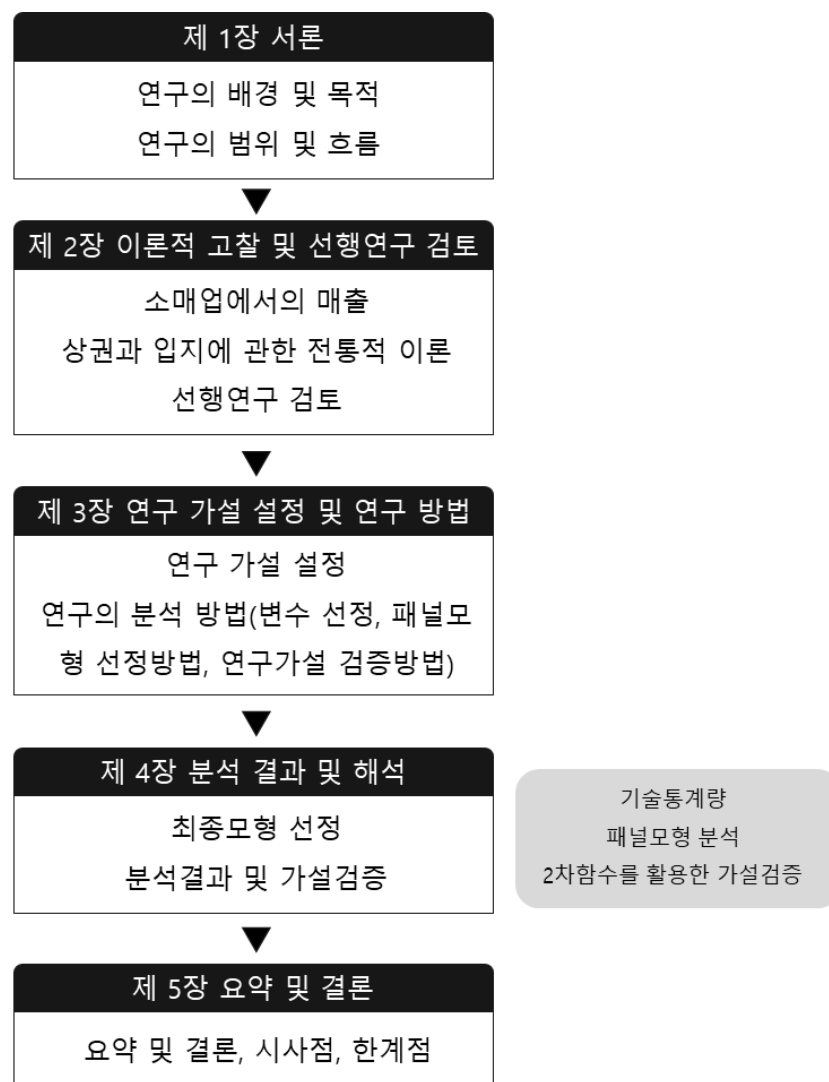 제 1장 서론
연구의 배경 및 목적
연구의 범위 및 흐름
제 2장 이론적 고찰 및 선행연구 검토
소매업에서의 매출
상권과 입지에 관한 전통적 이론
선행연구 검토
제 3장 연구 가설 설정 및 연구 방법
연구 가설 설정
연구의 분석 방법(변수 선정, 패널모
형 선정방법, 연구가설 검증방법)
제 4장 분석 결과 및 해석
최종모형 선정
분석결과 및 가설검증
기술통계량
패널모형 분석
2차함수를 활용한 가설검증
제 5장 요약 및 결론
요약 및 결론, 시사점, 한계점